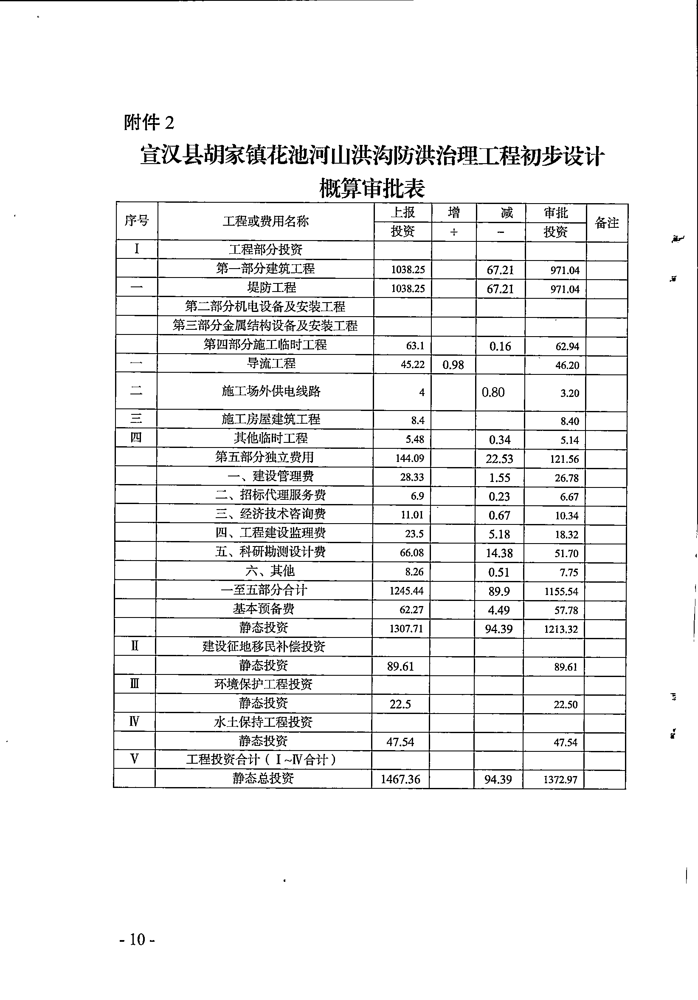 附件 2
宣汉县胡家镇花池河山洪沟防洪治理工程初步设计
概算审批表
序号 工程或费用名称 上报 增 减 审批 备注
投资 + − 投资
Ⅰ 工程部分投资
第一部分建筑工程 1038.25 67.21 971.04
一 堤防工程 1038.25 67.21 971.04
第二部分机电设备及安装工程
第三部分金属结构设备及安装工程
第四部分施工临时工程 63.1 0.16 62.94
一 导流工程 45.22 0.98 46.20
二 施工场外供电线路 4 0.80 3.20
三 施工房屋建筑工程 8.4 8.40
四 其他临时工程 5.48 0.34 5.14
第五部分独立费用 144.09 22.53 121.56
一、建设管理费 28.33 1.55 26.78
二、招标代理服务费 6.9 0.23 6.67
三、经济技术咨询费 11.01 0.67 10.34
四、工程建设监理费 23.5 5.18 18.32
五、科研勘测设计费 66.08 14.38 51.70
六、其他 8.26 0.51 7.75
一至五部分合计 1245.44 89.9 1155.54
基本预备费 62.27 4.49 57.78
静态投资 1307.71 94.39 1213.32
Ⅱ 建设征地移民补偿投资
静态投资 89.61 89.61
Ⅲ 环境保护工程投资
静态投资 22.5 22.50
Ⅳ 水土保持工程投资
静态投资 47.54 47.54
Ⅴ 工程投资合计（Ⅰ~Ⅳ合计）
静态总投资 1467.36 94.39 1372.97
- 10 -